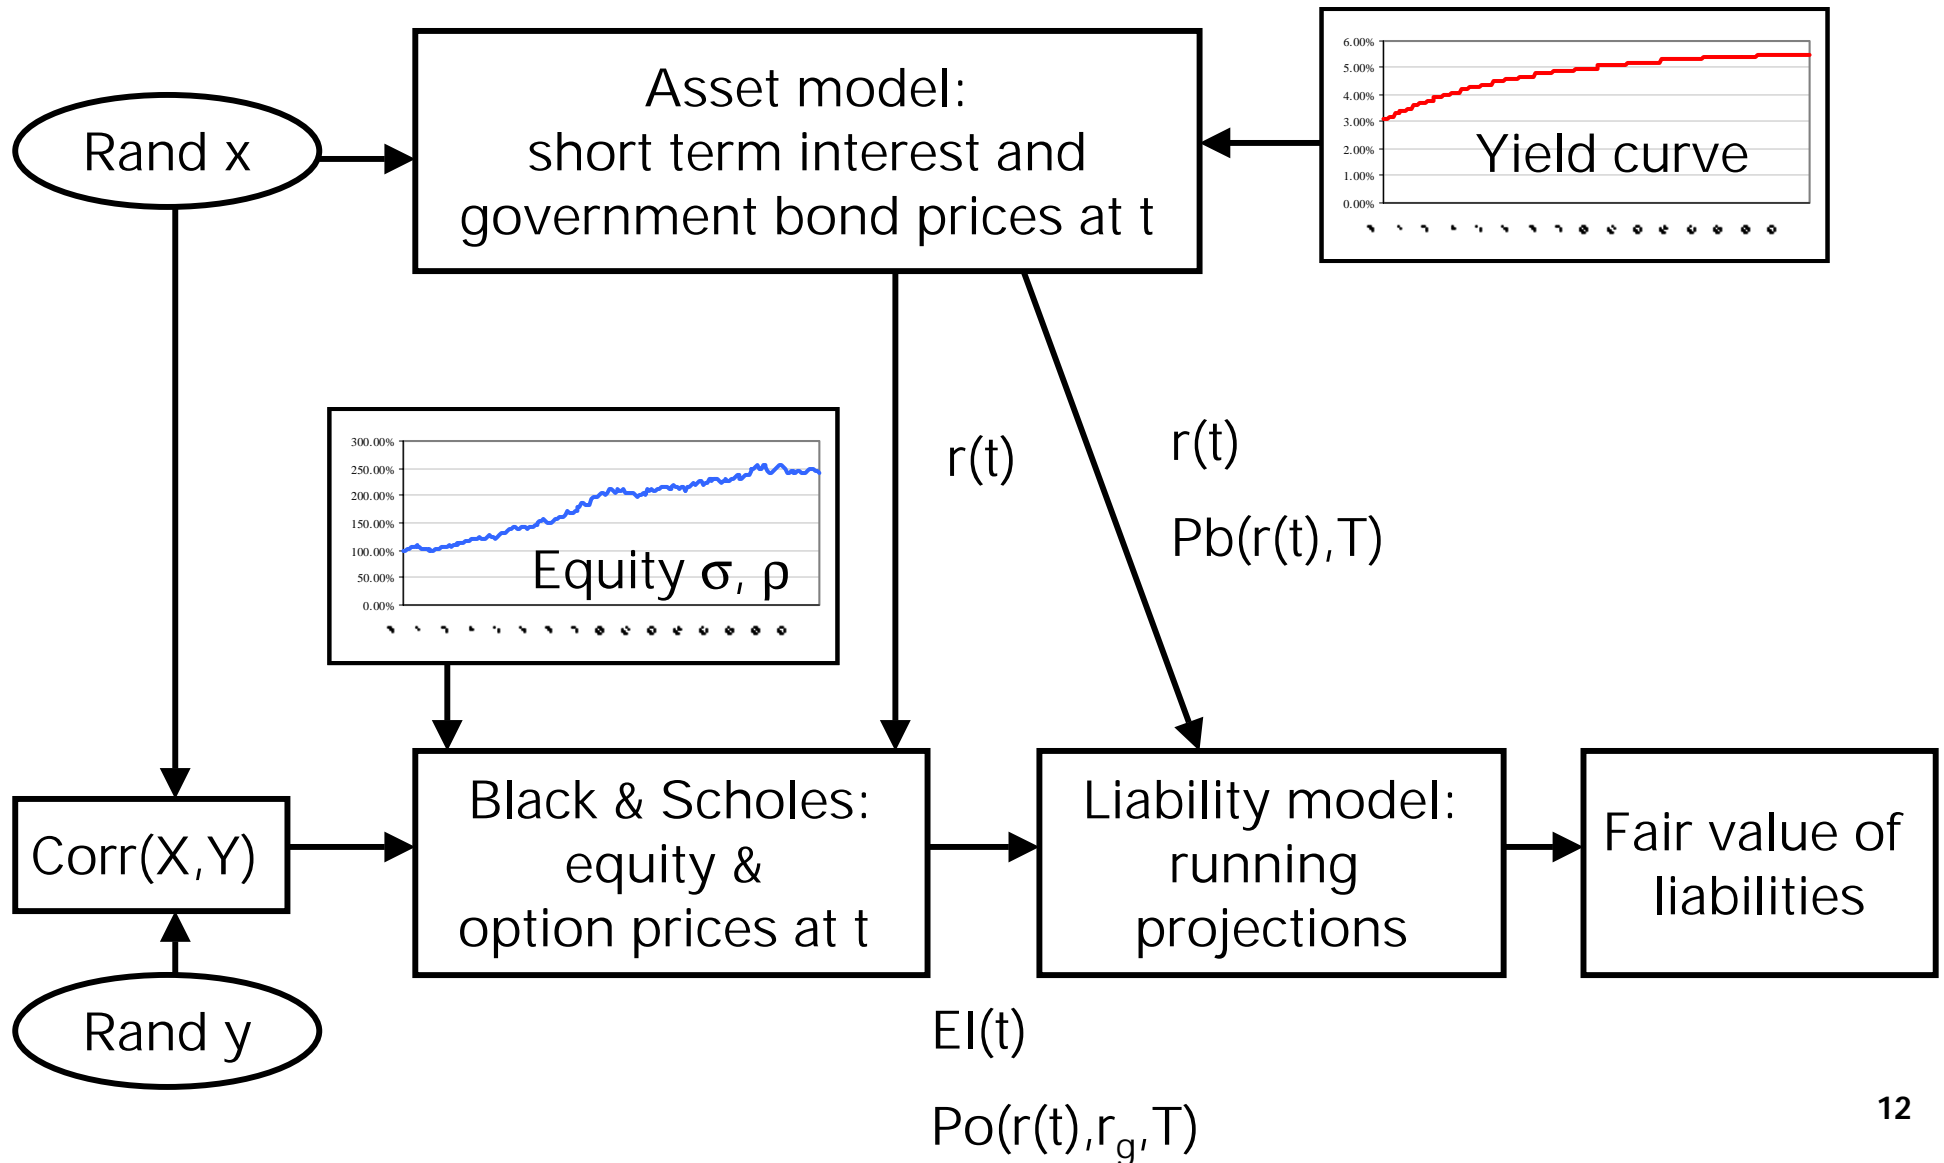 Rand x
Asset model:
short term interest and
government bond prices at t
6.00%
5.00%
4.00%
3.00%
2.00%
1.00%
0.00%
Yield curve
300.00%
250.00%
200.00%
150.00%
100.00%
50.00%
0.00%
Equity σ, ρ
r(t)
r(t)
Pb(r(t),T)
Corr(X,Y)
Black & Scholes:
equity &
option prices at t
Liability model:
running
projections
Fair value of
liabilities
Rand y
EI(t)
Po(r(t),r_g,T)
12